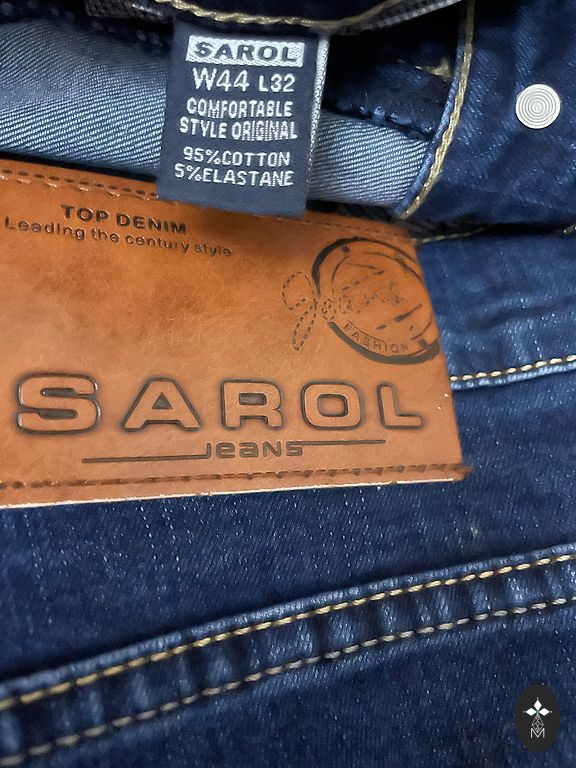 SAROL
W44 L32
COMFORTABLE
STYLE ORIGINAL
95%COTTON
5%ELASTANE
TOP DENIM
Leading the century style
FASHION
SAROL
Jeans
M